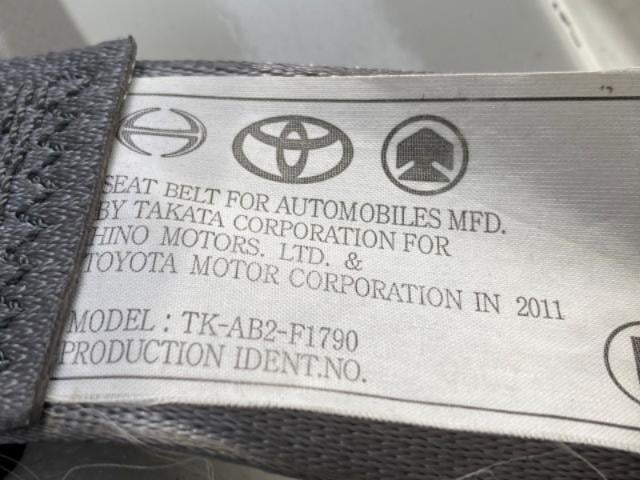 SEAT BELT FOR AUTOMOBILES MFD.
BY TAKATA CORPORATION FOR
HINO MOTORS. LTD. &
TOYOTA MOTOR CORPORATION IN 2011
MODEL : TK-AB2-F1790
PRODUCTION IDENT.NO.